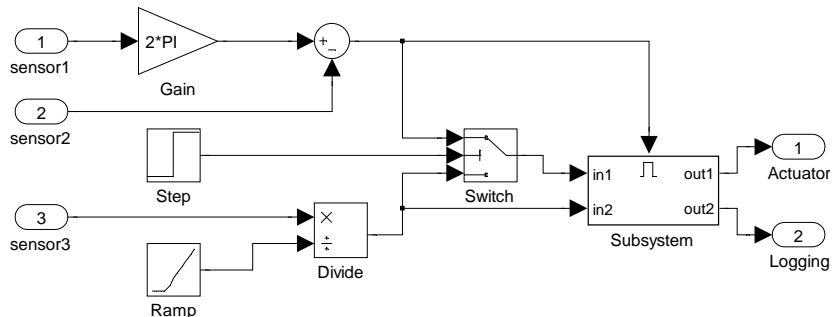 1
sensor1
2*PI
Gain
+
−
2
sensor2
Step
Switch
in1
in2
out1
out2
Subsystem
1
Actuator
2
Logging
3
sensor3
×
÷
Divide
Ramp